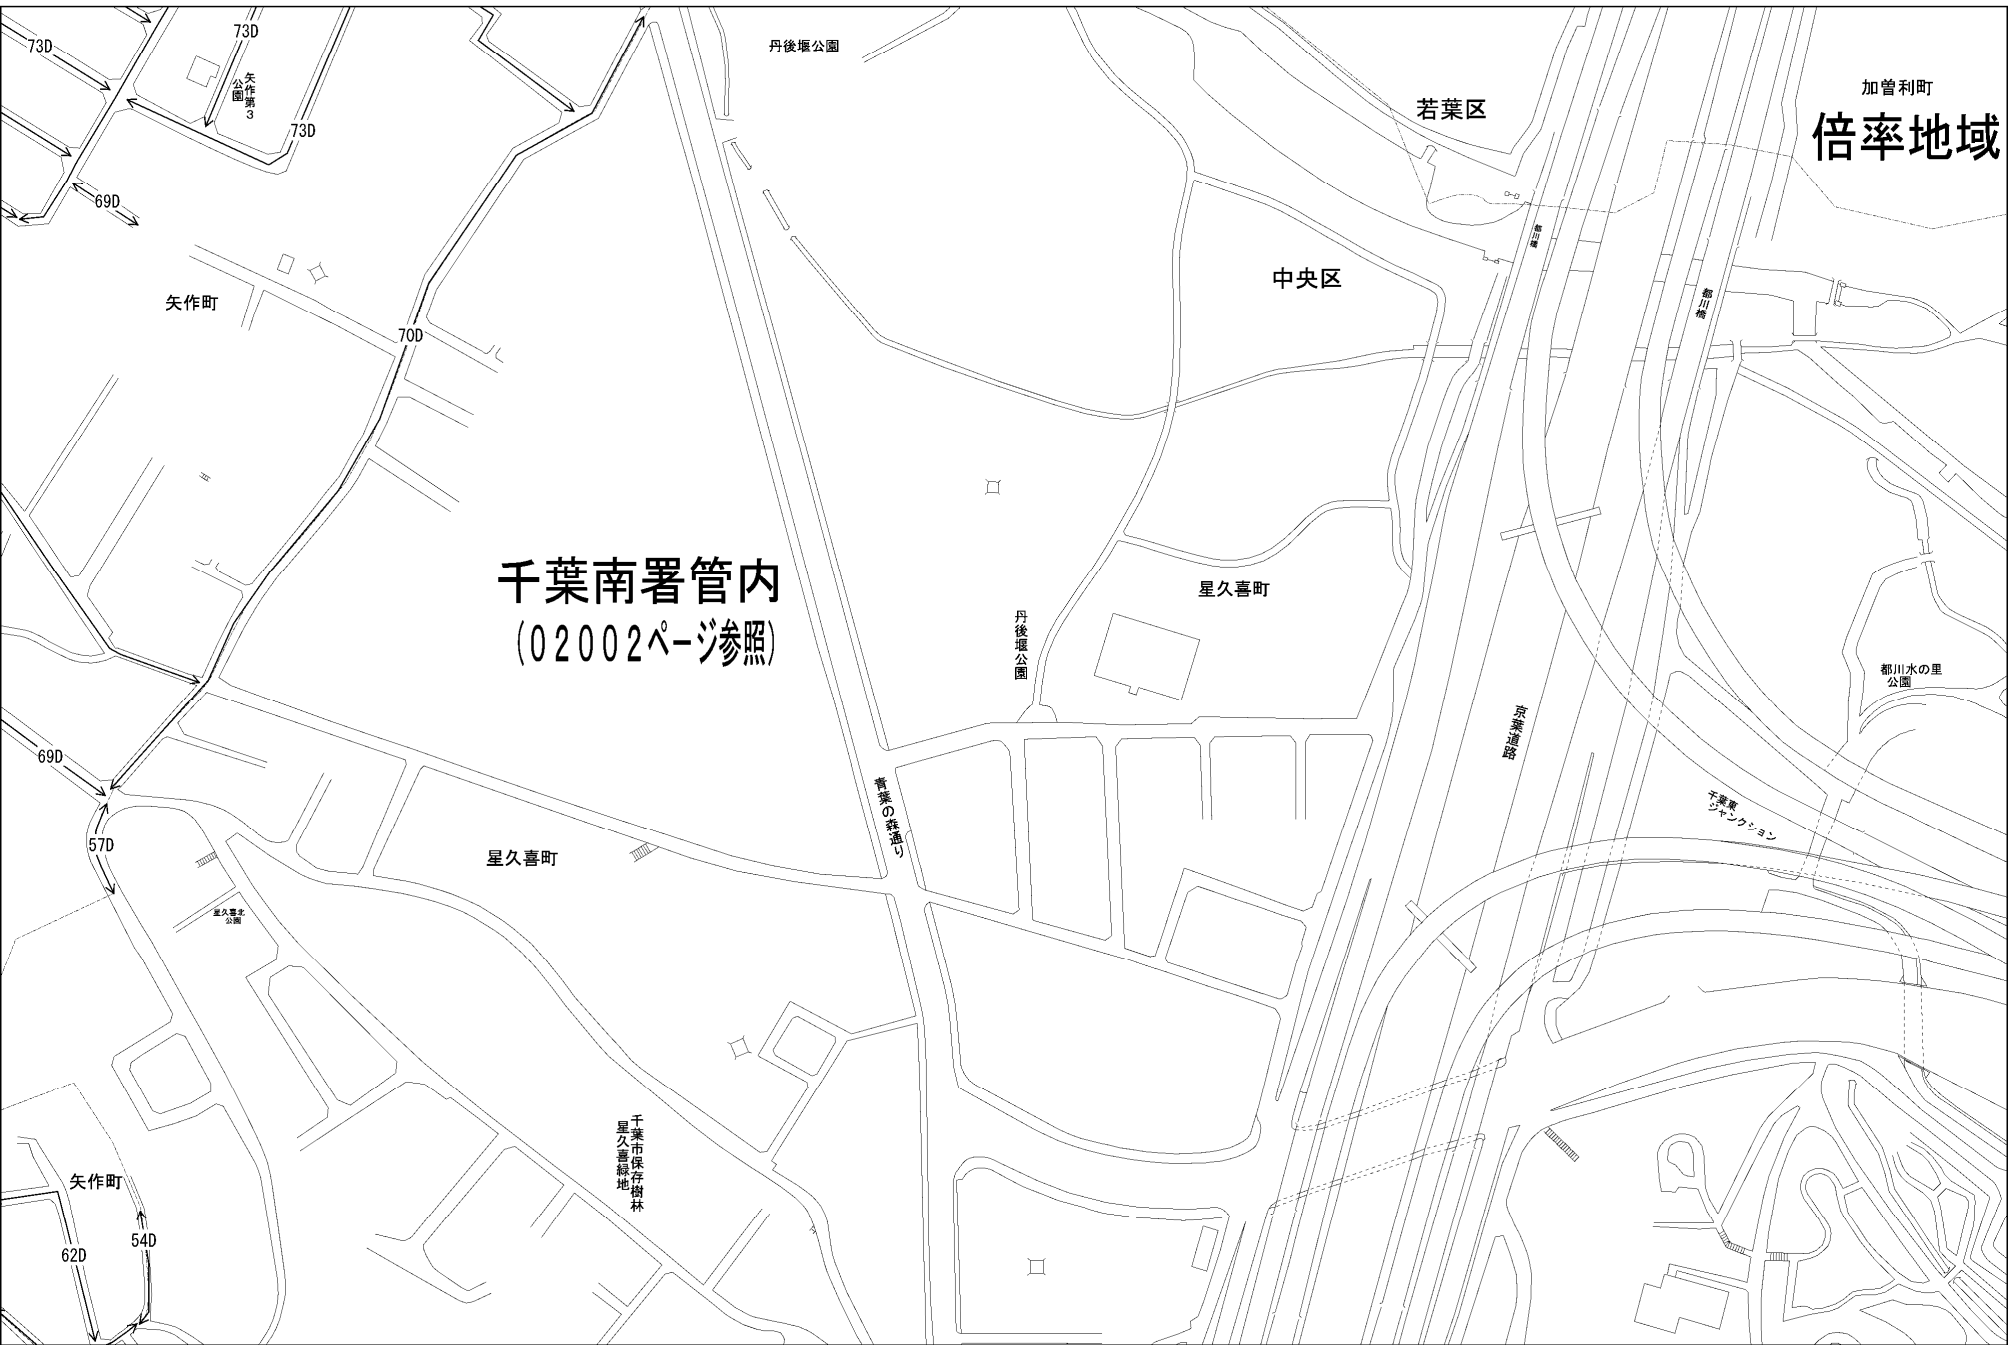 73D
73D
矢作第３
公園
73D
69D
丹後堰公園
若葉区
加曽利町
倍率地域
都川橋
矢作町
中央区
都川橋
70D
千葉南署管内
（０２００２ページ参照）
星久喜町
丹後堰公園
都川水の里
公園
京葉道路
69D
青葉の森通り
千葉東
ジャンクション
57D
星久喜町
星久喜北
公園
千葉市保存樹林
星久喜緑地
矢作町
54D
62D